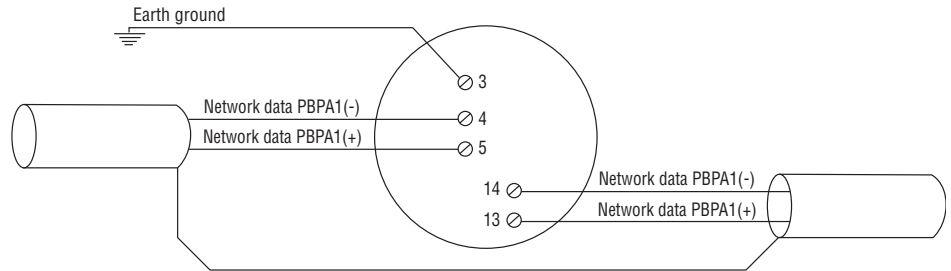 Earth ground
3
Network data PBPA1(-)
4
Network data PBPA1(+)
5
14
Network data PBPA1(-)
13
Network data PBPA1(+)